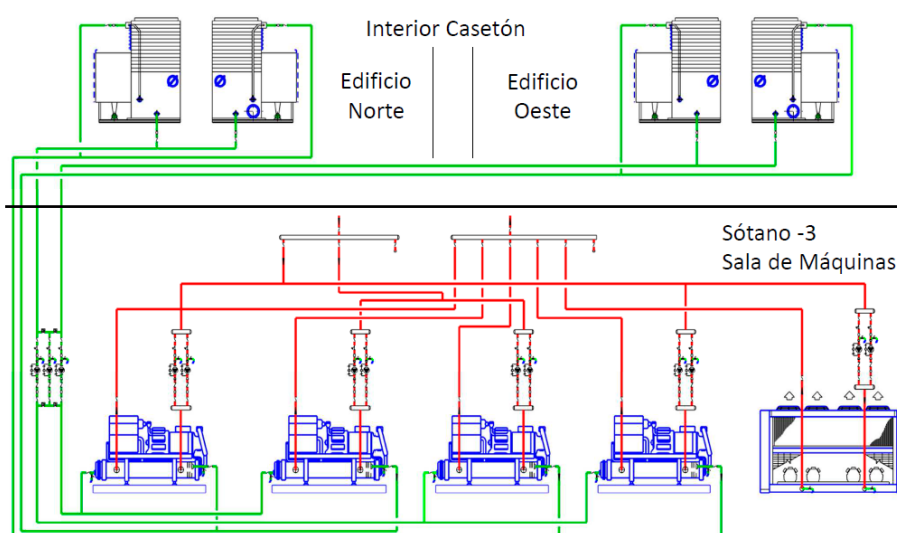 Interior Casetón
Edificio
Norte
Edificio
Oeste
Sótano -3
Sala de Máquinas